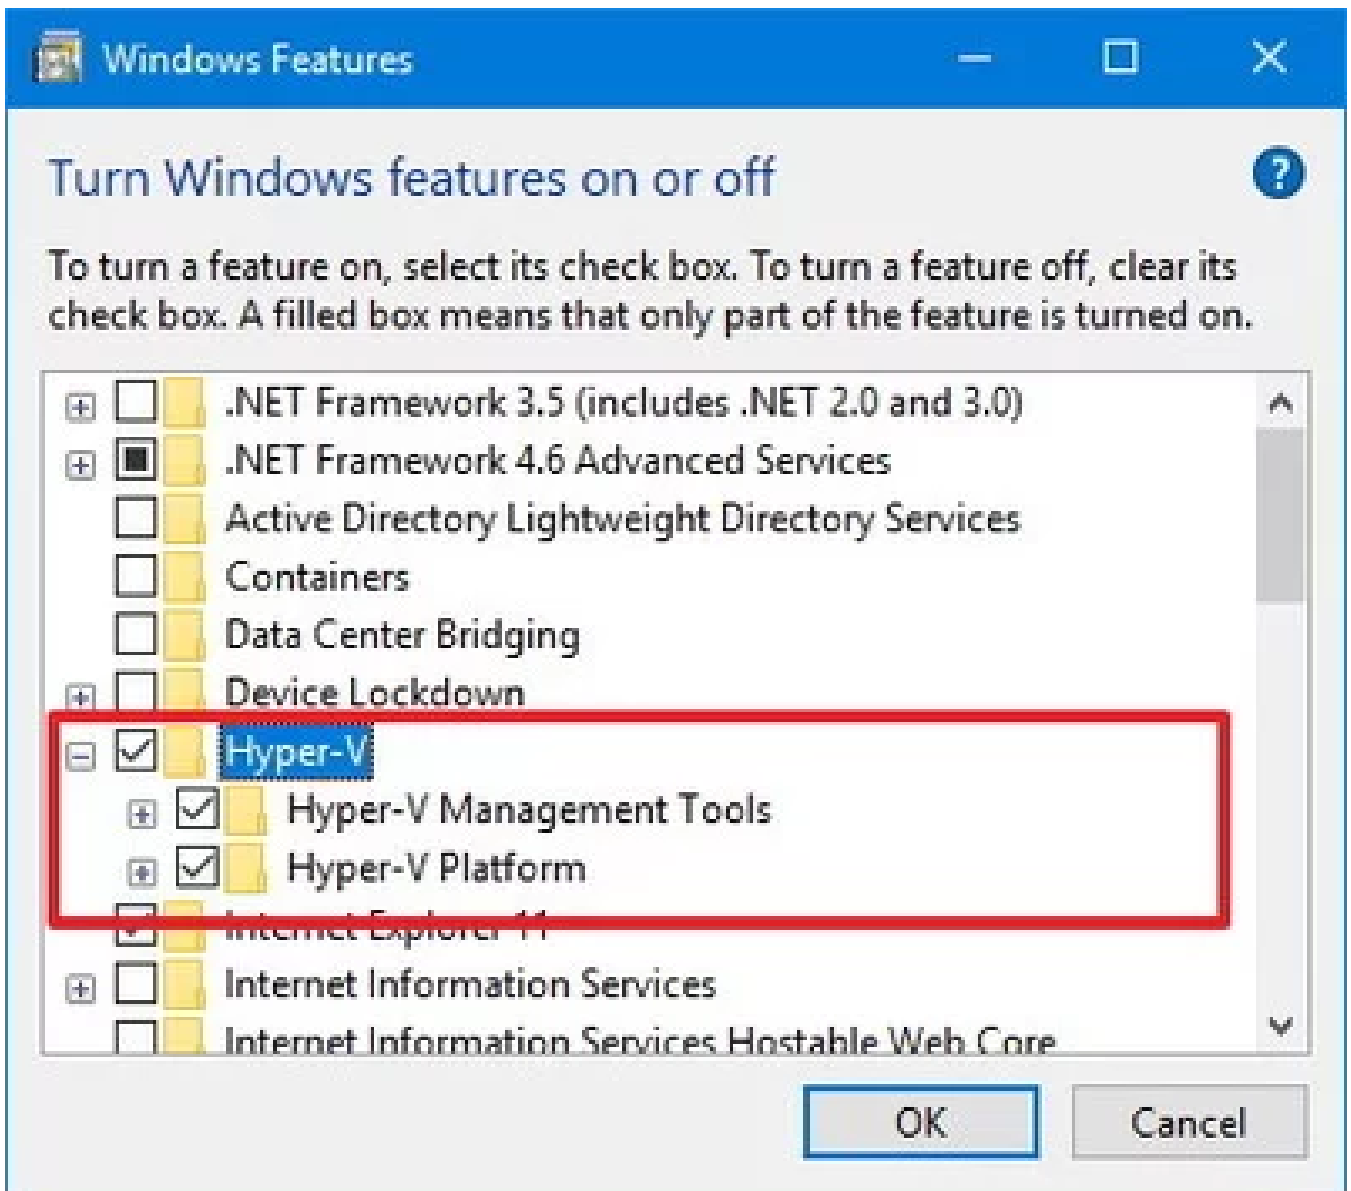 Windows Features
Turn Windows features on or off
?
To turn a feature on, select its check box. To turn a feature off, clear its
check box. A filled box means that only part of the feature is turned on.
.NET Framework 3.5 (includes .NET 2.0 and 3.0)
.NET Framework 4.6 Advanced Services
Active Directory Lightweight Directory Services
Containers
Data Center Bridging
Device Lockdown
Hyper-V
Hyper-V Management Tools
Hyper-V Platform
Internet Explorer 11
Internet Information Services
Internet Information Services Hostable Web Core
OK
Cancel